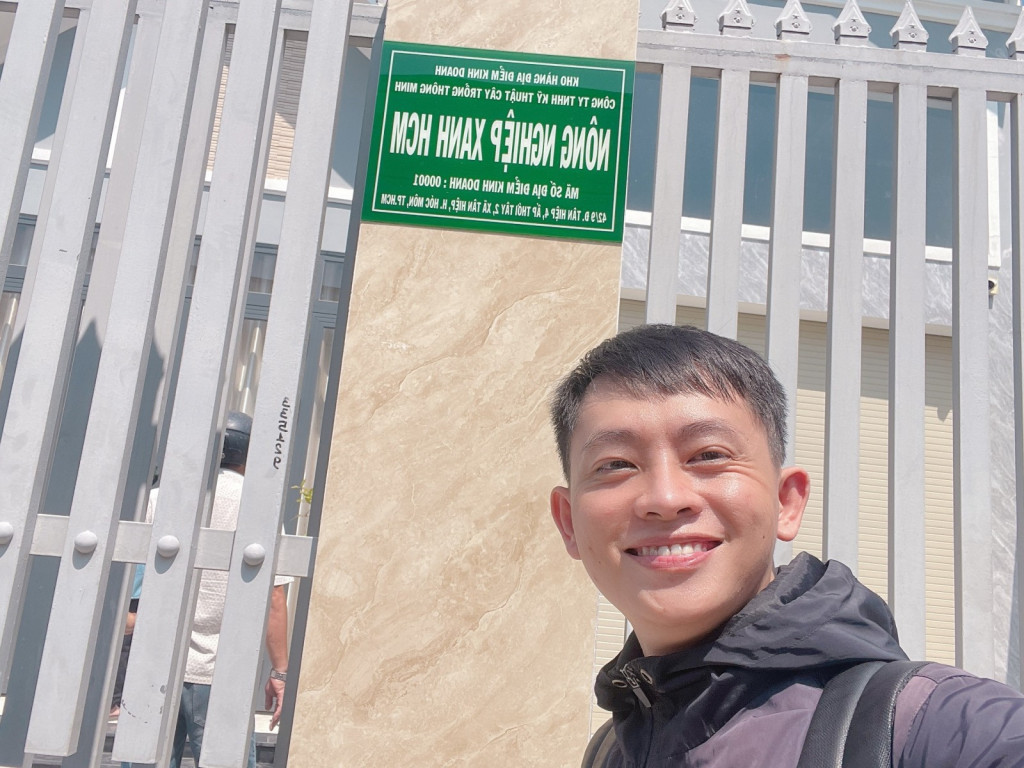 KHO HÀNG ĐỊA ĐIỂM KINH DOANH
CÔNG TY TNHH KỸ THUẬT CÂY TRỒNG THÔNG MINH
NÔNG NGHIỆP XANH HCM
MÃ SỐ ĐỊA ĐIỂM KINH DOANH : 00001
42/9 Đ.TÂN HIỆP 4, ẤP THỚI TÂY 2, XÃ TÂN HIỆP, H. HÓC MÔN, TP.HCM